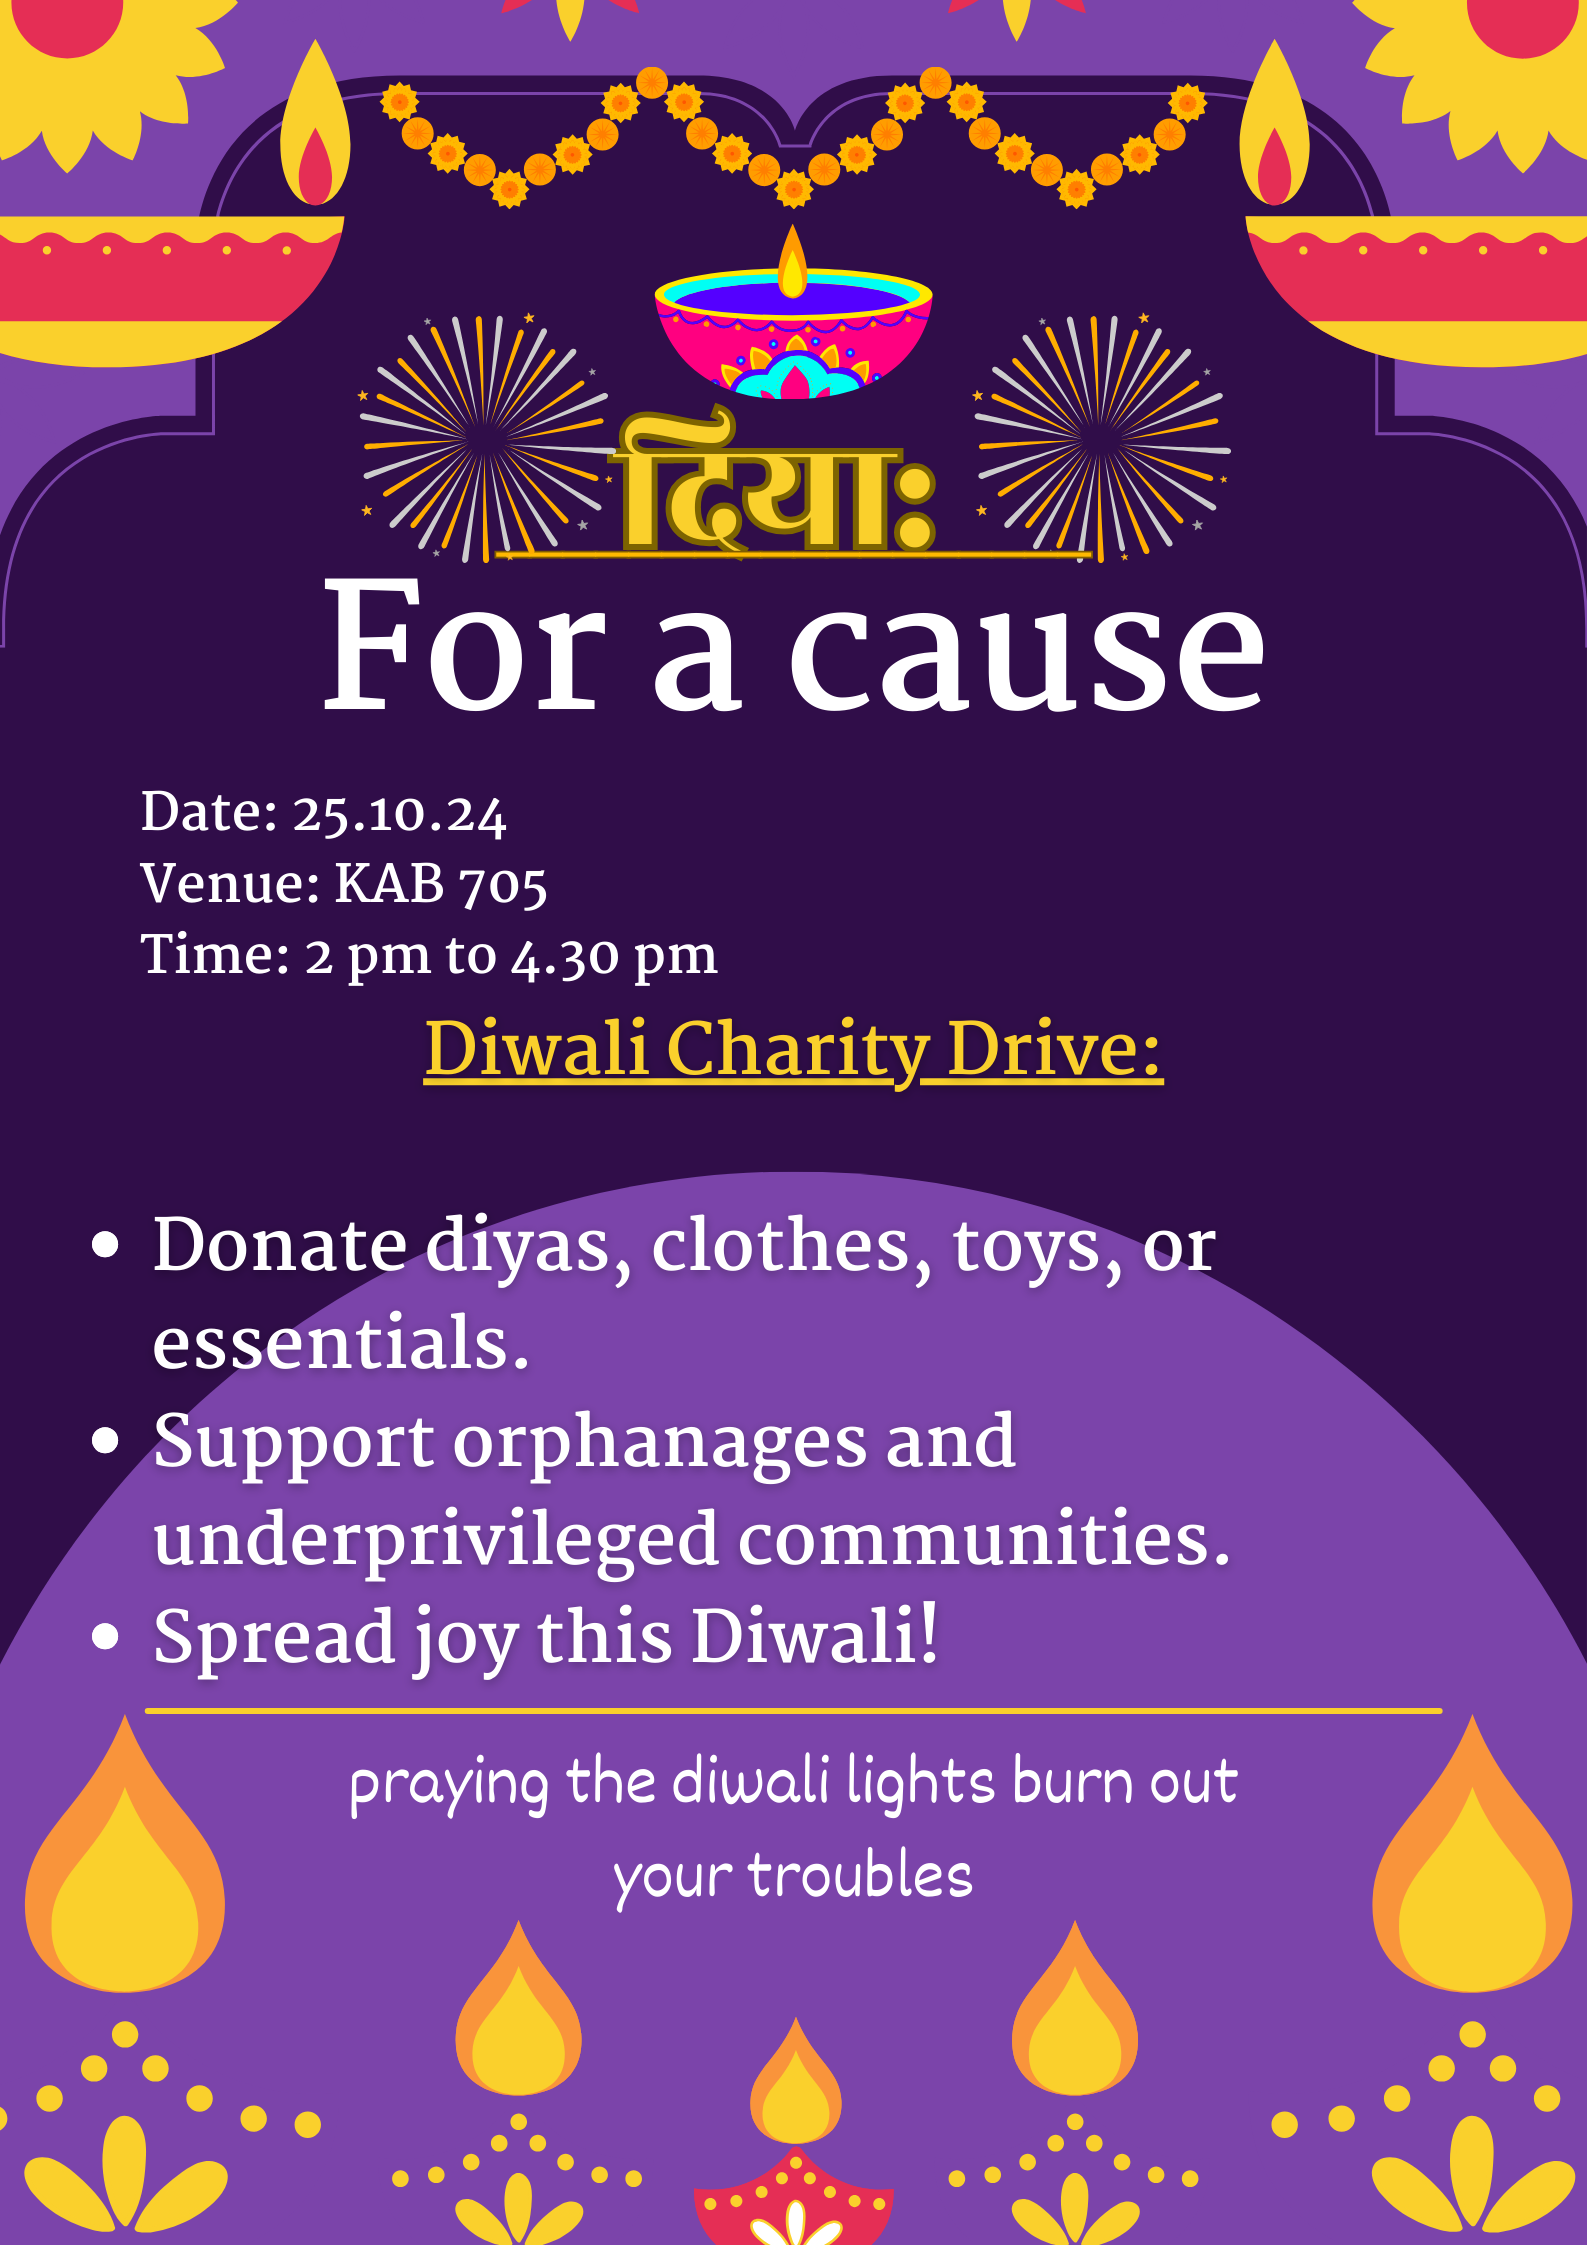 दियाः
For a cause
Date: 25.10.24
Venue: KAB 705
Time: 2 pm to 4.30 pm
Diwali Charity Drive:
• Donate diyas, clothes, toys, or
essentials.
• Support orphanages and
underprivileged communities.
• Spread joy this Diwali!
praying the diwali lights burn out
your troubles